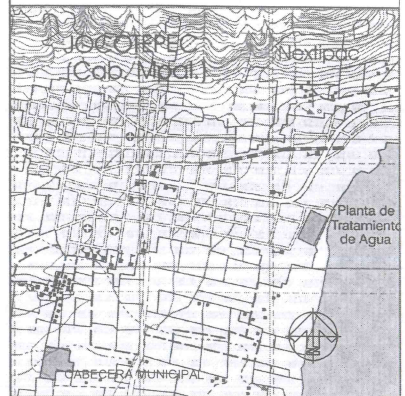 JOCOTEPEC
(Cab. Mpal.)
Nextipac
Planta de
Tratamiento
de Agua
N
CABECERA MUNICIPAL